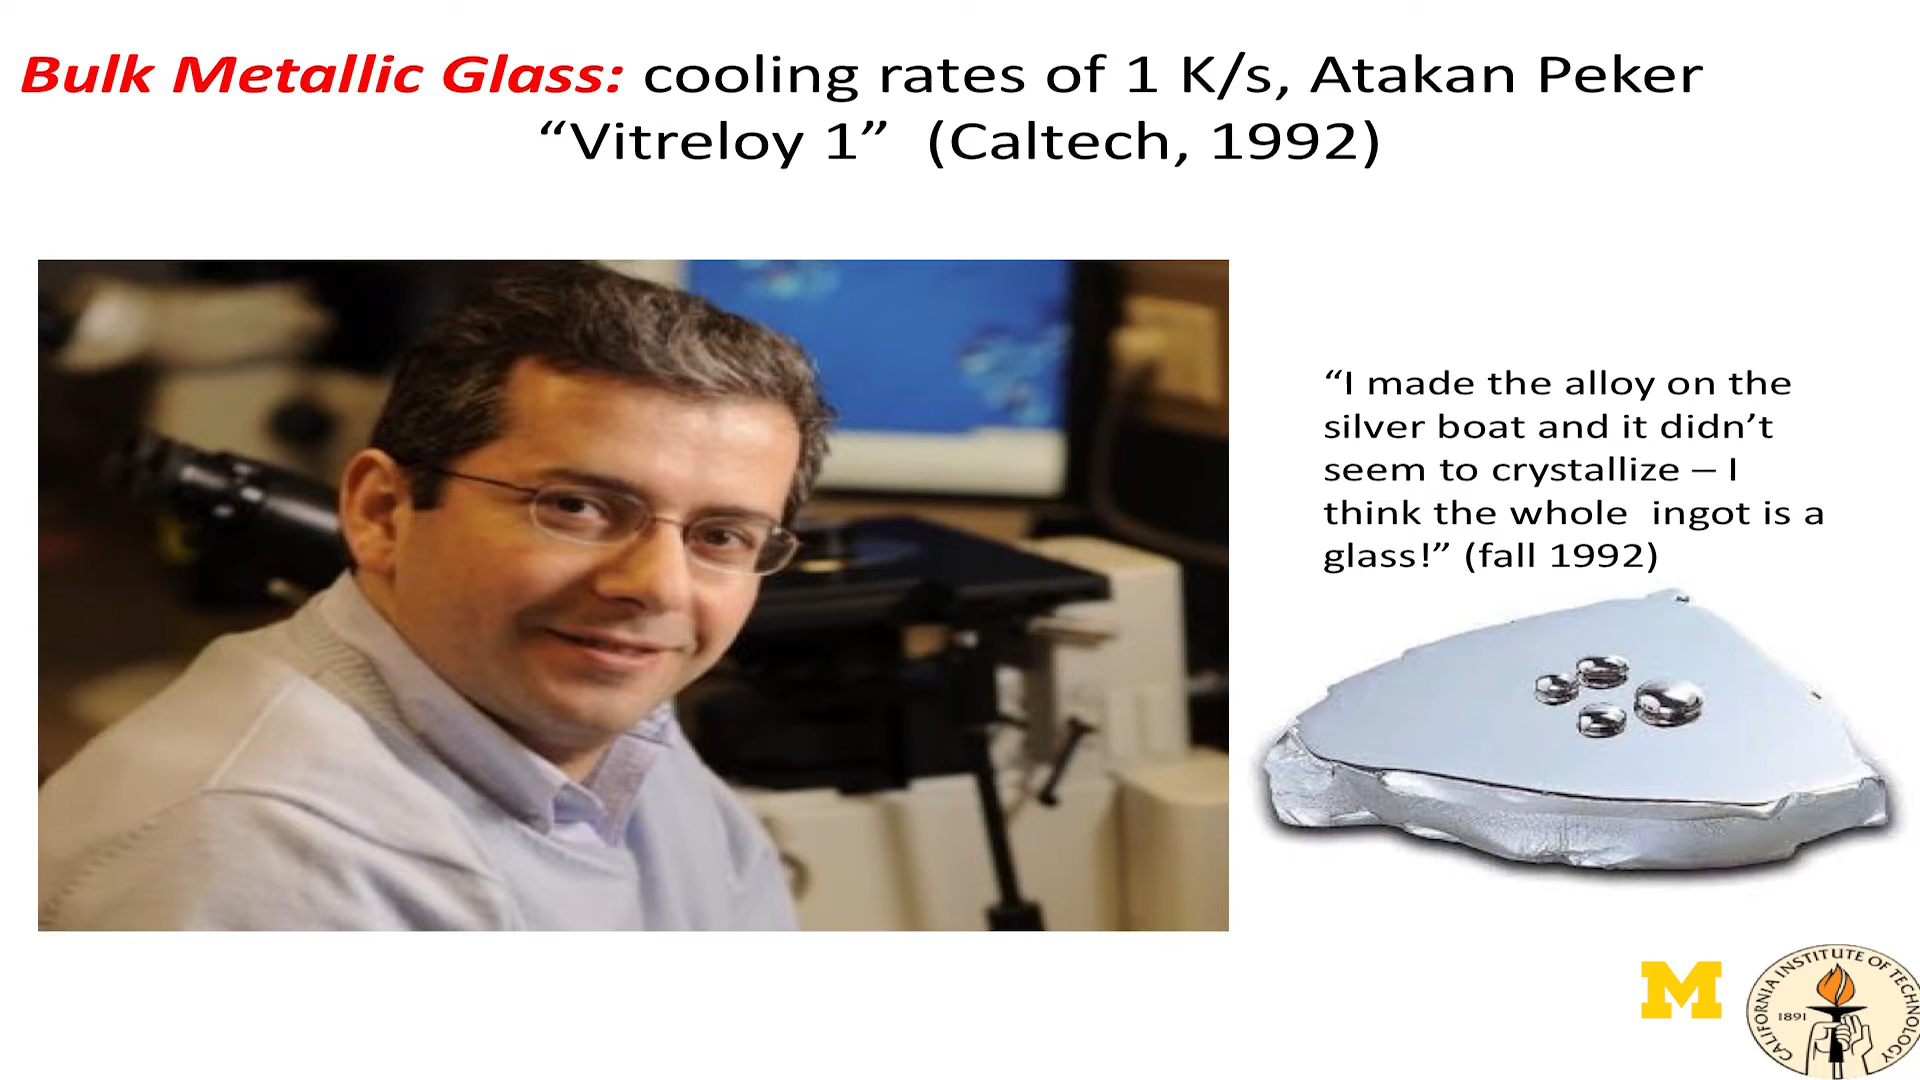 Bulk Metallic Glass: cooling rates of 1 K/s, Atakan Peker
“Vitreloy 1”  (Caltech, 1992)
“I made the alloy on the
silver boat and it didn’t
seem to crystallize – I
think the whole  ingot is a
glass!” (fall 1992)
M
CALIFORNIA INSTITUTE OF TECHNOLOGY
1891